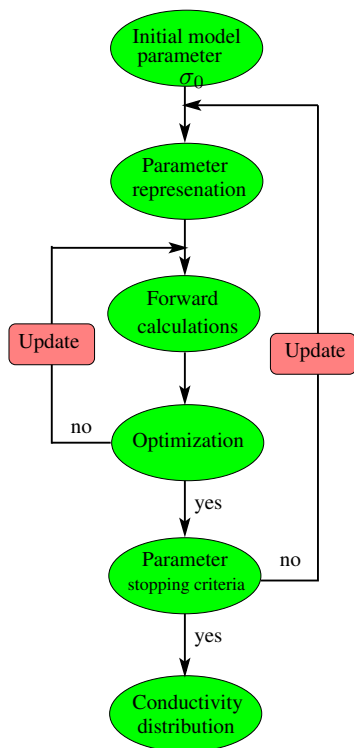 Initial model
parameter
σ0
Parameter
represenation
Forward
calculations
Update
Update
no
Optimization
yes
Parameter
stopping criteria
no
yes
Conductivity
distribution